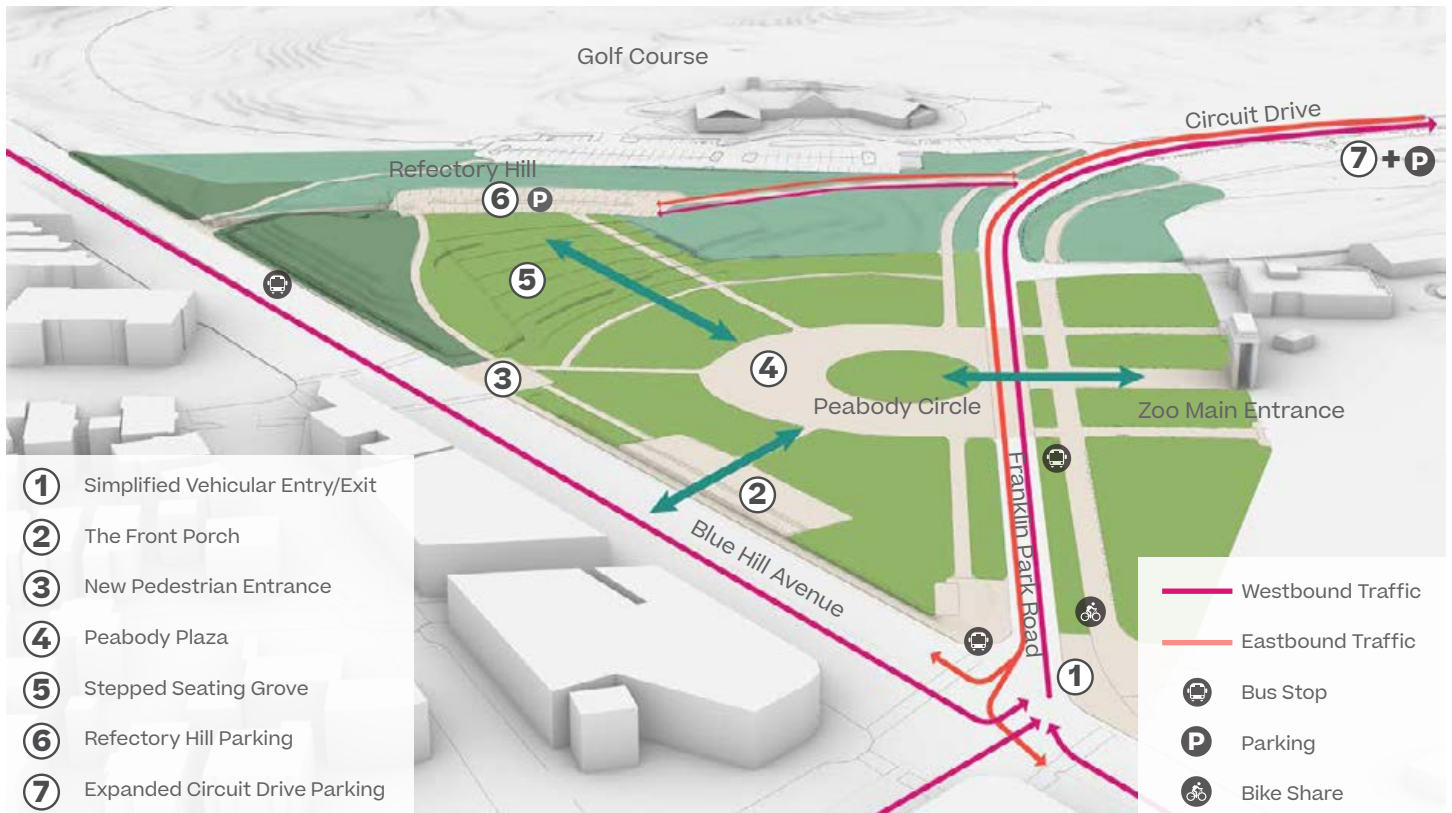 Golf Course
Circuit Drive
7 + P
Refectory Hill
6 P
5
4
3
Peabody Circle
Zoo Main Entrance
2
Blue Hill Avenue
Franklin Park Road
1
1 Simplified Vehicular Entry/Exit
2 The Front Porch
3 New Pedestrian Entrance
4 Peabody Plaza
5 Stepped Seating Grove
6 Refectory Hill Parking
7 Expanded Circuit Drive Parking
Westbound Traffic
Eastbound Traffic
Bus Stop
P Parking
Bike Share